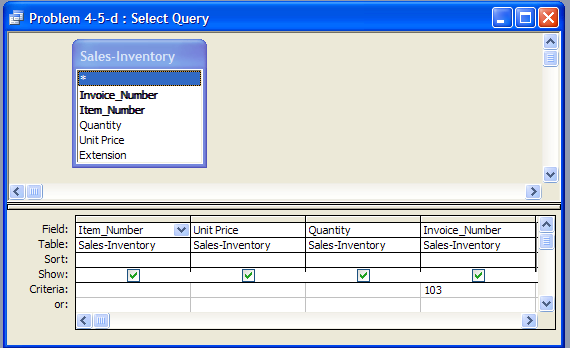 Problem 4-5-d : Select Query
Sales-Inventory
*
Invoice_Number
Item_Number
Quantity
Unit Price
Extension
Field: Item_Number Unit Price Quantity Invoice_Number
Table: Sales-Inventory Sales-Inventory Sales-Inventory Sales-Inventory
Sort:
Show:
Criteria: 103
or: